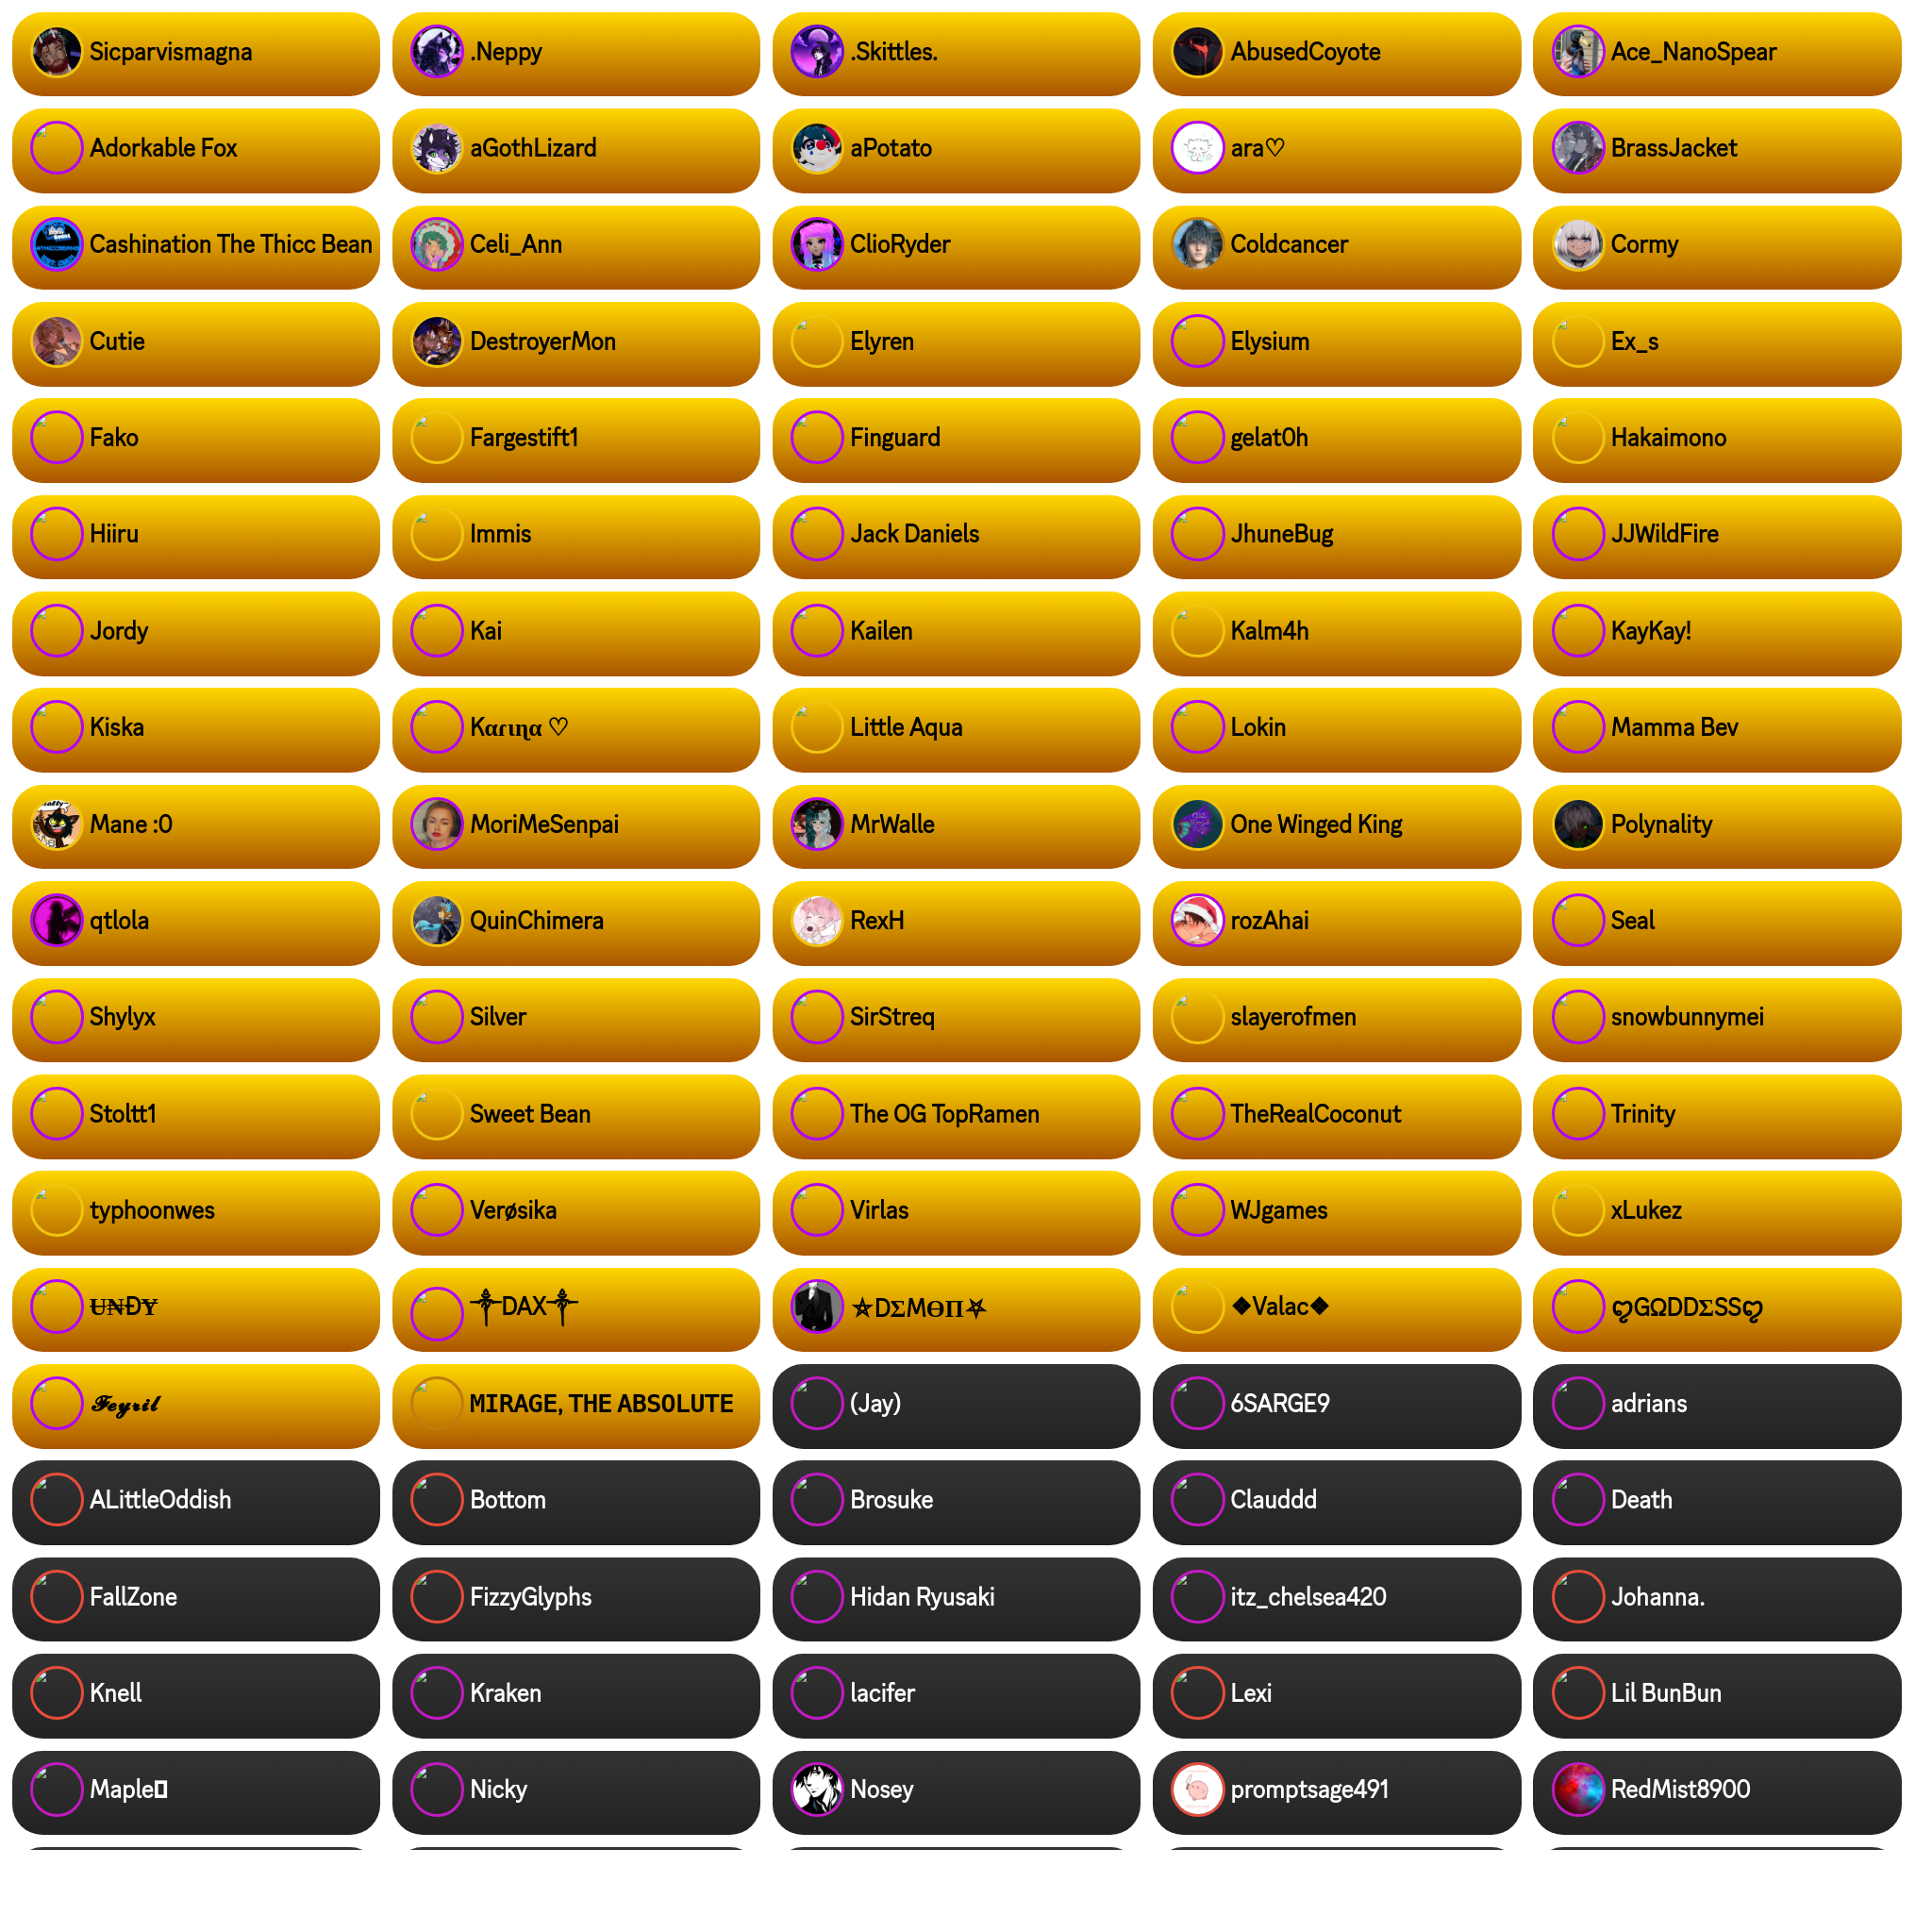 Sicparvismagna
.Neppy
.Skittles.
AbusedCoyote
Ace_NanoSpear
Adorkable Fox
aGothLizard
aPotato
ara♡
BrassJacket
Cashination The Thicc Bean
Celi_Ann
ClioRyder
Coldcancer
Cormy
Cutie
DestroyerMon
Elyren
Elysium
Ex_s
Fako
Fargestift1
Finguard
gelat0h
Hakaimono
Hiiru
Immis
Jack Daniels
JhuneBug
JJWildFire
Jordy
Kai
Kailen
Kalm4h
KayKay!
Kiska
Kαɾιɳα ♡
Little Aqua
Lokin
Mamma Bev
Mane :0
MoriMeSenpai
MrWalle
One Winged King
Polynality
qtlola
QuinChimera
RexH
rozAhai
Seal
Shylyx
Silver
SirStreq
slayerofmen
snowbunnymei
Stoltt1
Sweet Bean
The OG TopRamen
TheRealCoconut
Trinity
typhoonwes
Verøsika
Virlas
WJgames
xLukez
U̶N̶ĐY̶
༒DAX༒
⛤DΣMӨΠ⛧
❖Valac❖
ღGΩDDΣSSღ
𝓕𝓮𝔂𝓻𝓲𝓵
MIRAGE, THE ABSOLUTE
(Jay)
6SARGE9
adrians
ALittleOddish
Bottom
Brosuke
Clauddd
Death
FallZone
FizzyGlyphs
Hidan Ryusaki
itz_chelsea420
Johanna.
Knell
Kraken
lacifer
Lexi
Lil BunBun
Maple
Nicky
Nosey
promptsage491
RedMist8900